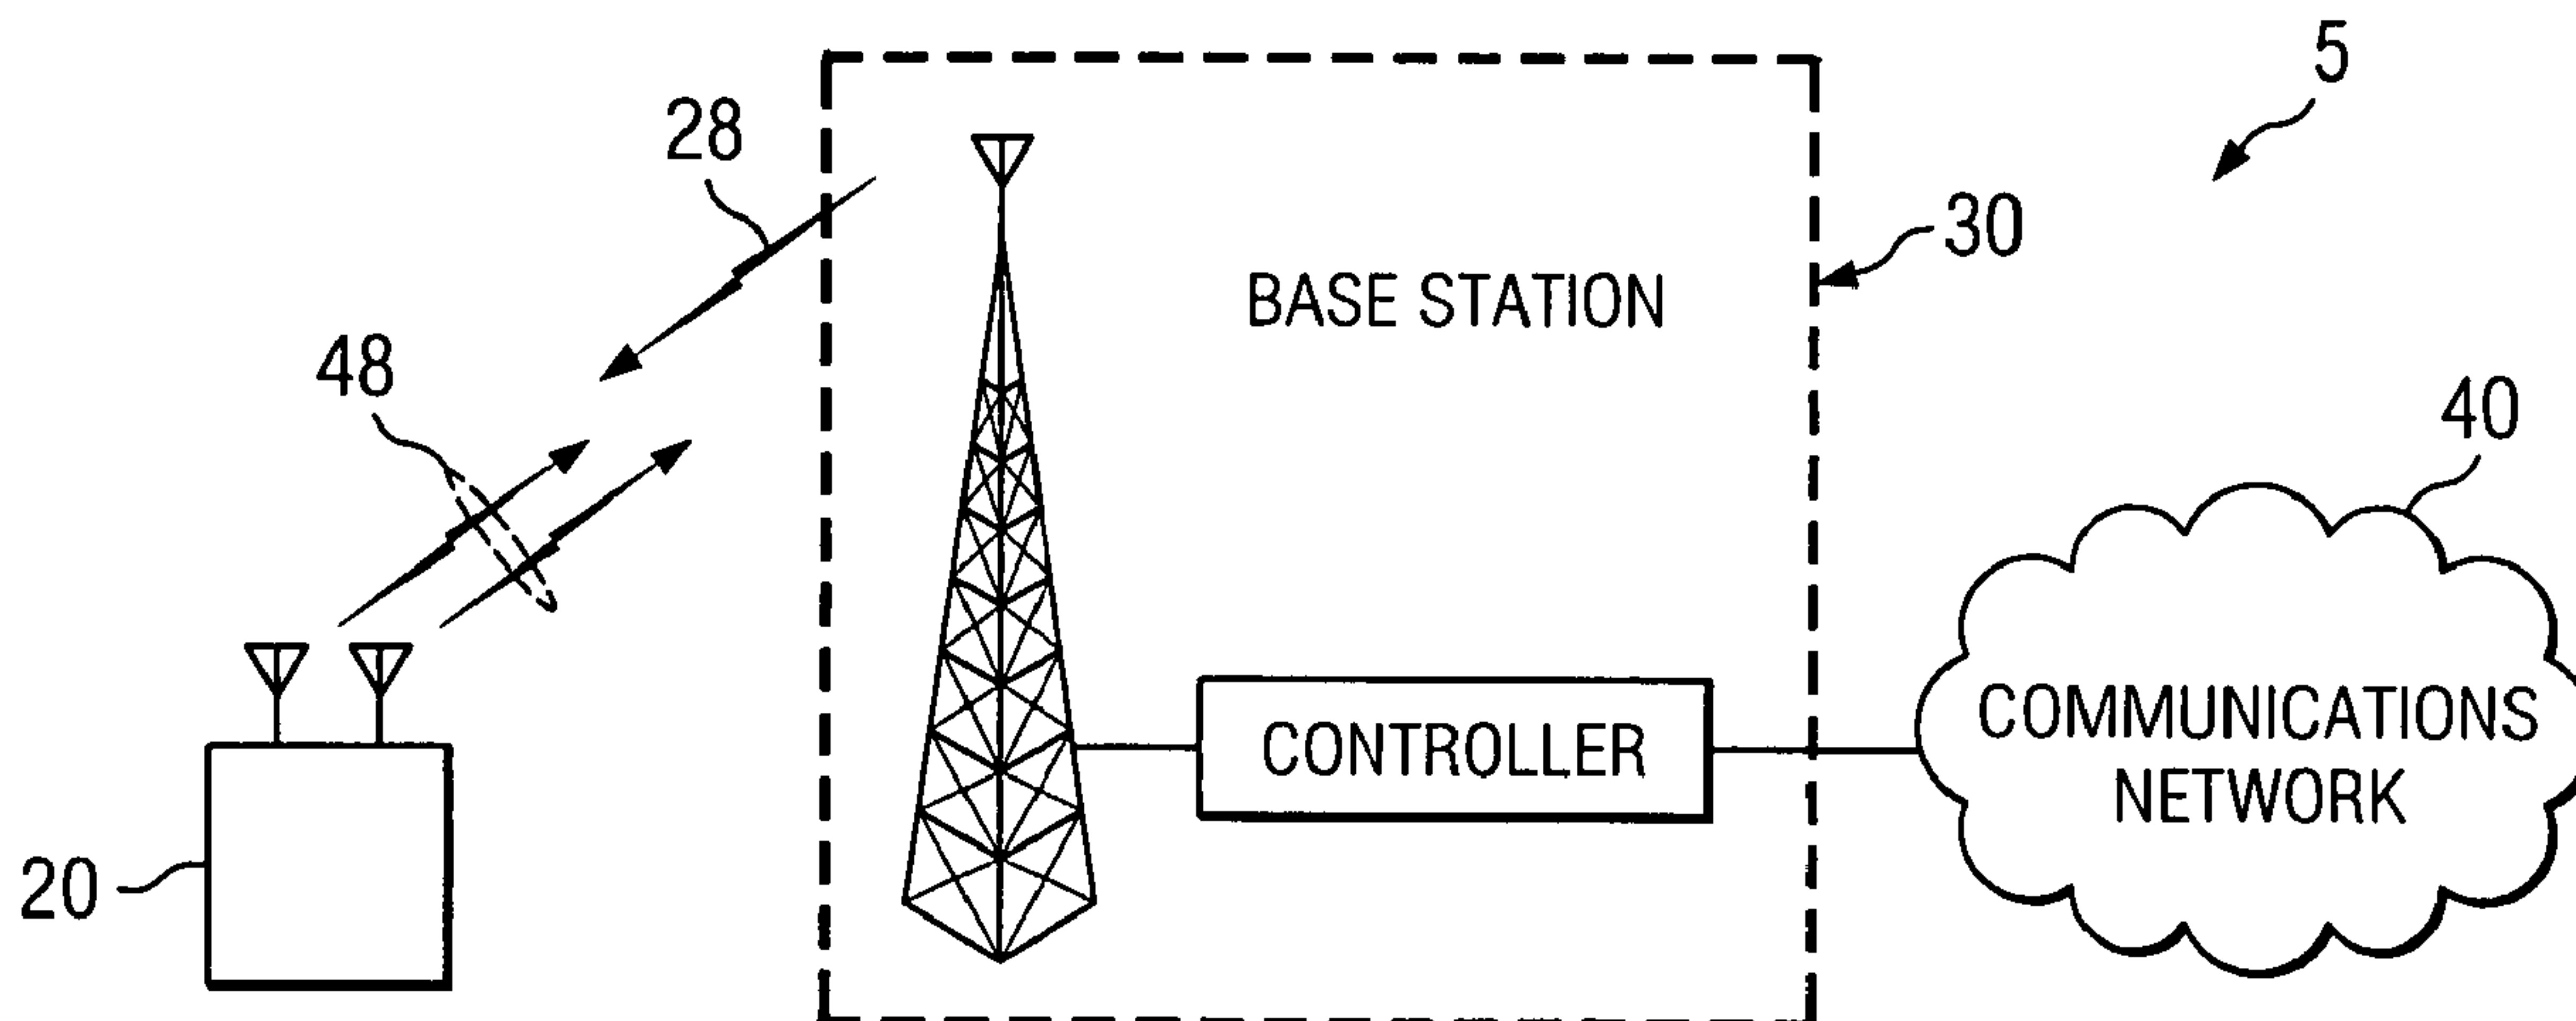 5
28
30
BASE STATION
48
40
COMMUNICATIONS
NETWORK
CONTROLLER
20